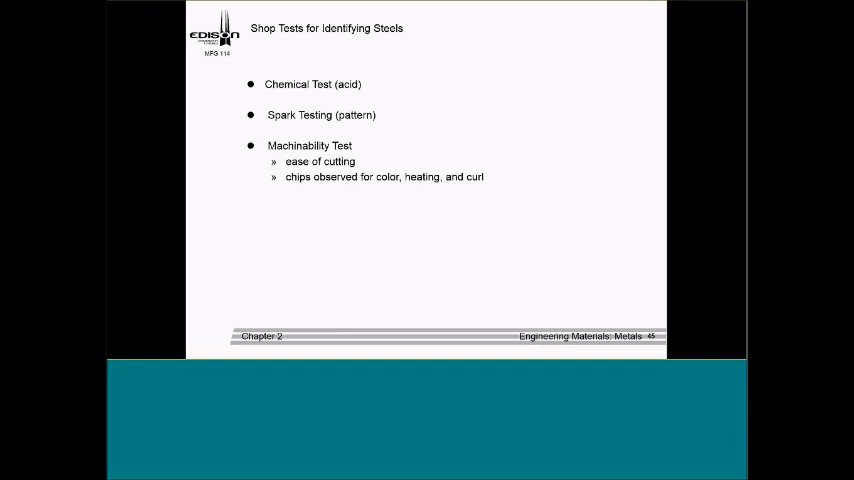 Shop Tests for Identifying Steels
EDISON
MFG 114
Chemical Test (acid)
Spark Testing (pattern)
Machinability Test
» ease of cutting
» chips observed for color, heating, and curl
Chapter 2
Engineering Materials: Metals 45